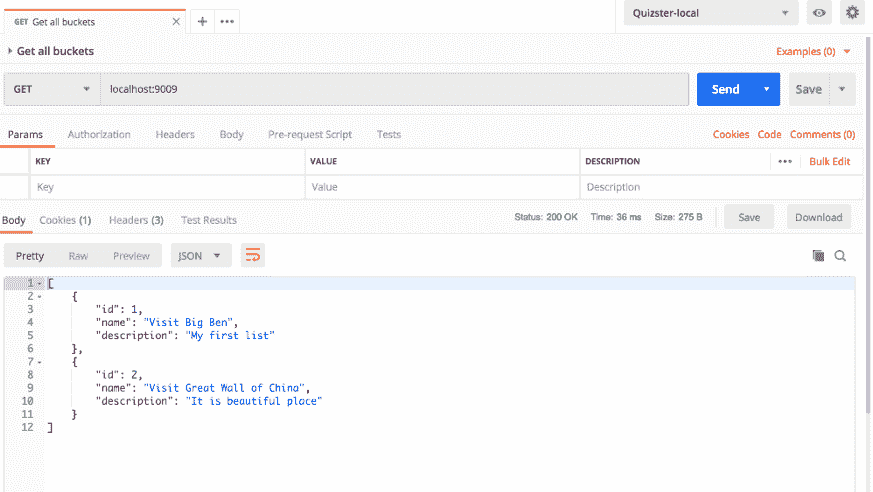 GET Get all buckets
Quizster-local
Get all buckets
Examples (0)
GET localhost:9009 Send Save
Params Authorization Headers Body Pre-request Script Tests Cookies Code Comments (0)
KEY VALUE DESCRIPTION Bulk Edit
Key Value Description
Body Cookies (1) Headers (3) Test Results Status: 200 OK Time: 36 ms Size: 275 B Save Download
Pretty Raw Preview JSON
1 [
2 {
3 "id": 1,
4 "name": "Visit Big Ben",
5 "description": "My first list"
6 },
7 {
8 "id": 2,
9 "name": "Visit Great Wall of China",
10 "description": "It is beautiful place"
11 }
12 ]